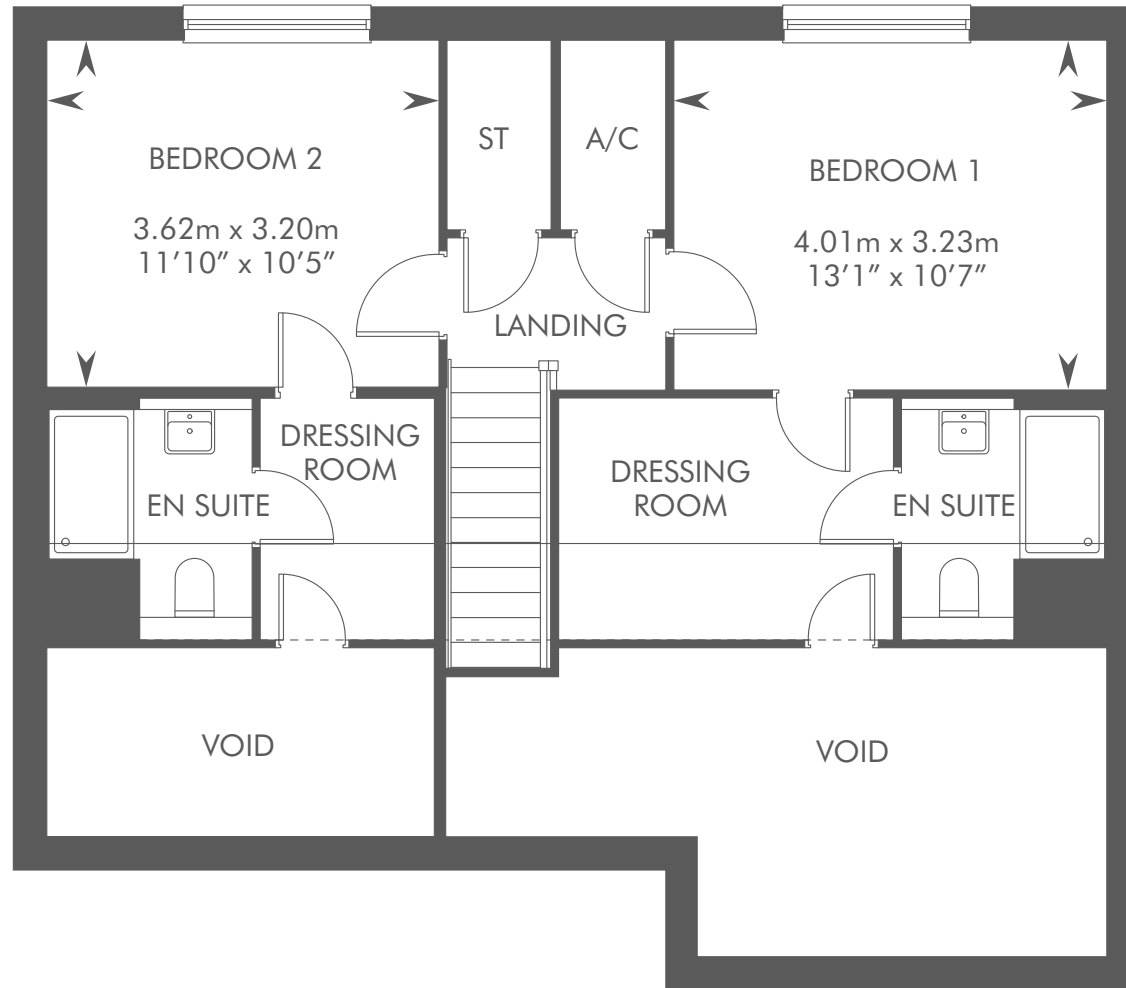 BEDROOM 2
3.62m x 3.20m
11’10” x 10’5”
ST
A/C
BEDROOM 1
4.01m x 3.23m
13’1” x 10’7”
LANDING
DRESSING
ROOM
EN SUITE
DRESSING
ROOM
EN SUITE
VOID
VOID